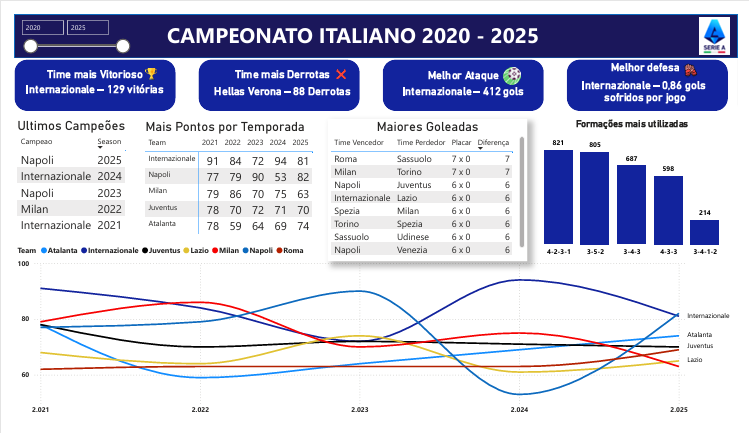 2020 2025
CAMPEONATO ITALIANO 2020 - 2025
SERIE A
Time mais Vitorioso
Internazionale – 129 vitórias
Time mais Derrotas
Hellas Verona – 88 Derrotas
Melhor Ataque
Internazionale – 412 gols
Melhor defesa
Internazionale – 0,86 gols
sofridos por jogo
Ultimos Campeões
Campeao Season
Napoli 2025
Internazionale 2024
Napoli 2023
Milan 2022
Internazionale 2021
Mais Pontos por Temporada
Team 2021 2022 2023 2024 2025
Internazionale 91 84 72 94 81
Napoli 77 79 90 53 82
Milan 79 86 70 75 63
Juventus 78 70 72 71 70
Atalanta 78 59 64 69 74
Maiores Goleadas
Time Vencedor Time Perdedor Placar Diferença
Roma Sassuolo 7 x 0 7
Milan Torino 7 x 0 7
Napoli Juventus 6 x 0 6
Internazionale Lazio 6 x 0 6
Spezia Milan 6 x 0 6
Torino Spezia 6 x 0 6
Sassuolo Udinese 6 x 0 6
Napoli Venezia 6 x 0 6
Formações mais utilizadas
821 805 687 598 214
4-2-3-1 3-5-2 3-4-3 4-3-3 3-4-1-2
Team Atalanta Internazionale Juventus Lazio Milan Napoli Roma
100
80
60
Internazionale
Atalanta
Juventus
Lazio
2.021 2.022 2.023 2.024 2.025